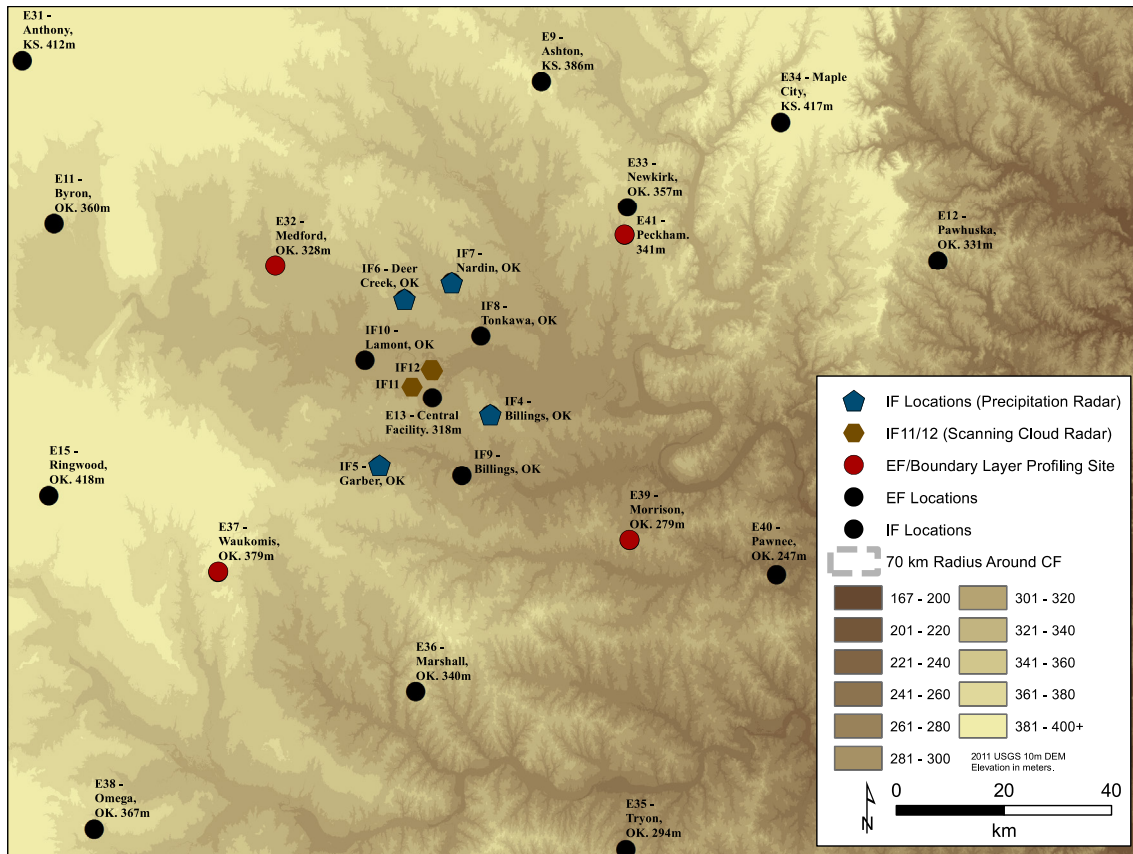 E31 -
Anthony,
KS. 412m
E9 -
Ashton,
KS. 386m
E34 - Maple
City,
KS. 417m
E11 -
Byron,
OK. 360m
E33 -
Newkirk,
OK. 357m
E32 -
Medford,
OK. 328m
E41 -
Peckham.
341m
E12 -
Pawhuska,
OK. 331m
IF7 -
Nardin, OK
IF6 - Deer
Creek, OK
IF8 -
Tonkawa, OK
IF10 -
Lamont, OK
IF12
IF11
E13 - Central
Facility. 318m
IF4 -
Billings, OK
IF5 -
Garber, OK
IF9 -
Billings, OK
E15 -
Ringwood,
OK. 418m
E37 -
Waukomis,
OK. 379m
E39 -
Morrison,
OK. 279m
E40 -
Pawnee,
OK. 247m
E36 -
Marshall,
OK. 340m
E38 -
Omega,
OK. 367m
E35 -
Tryon,
OK. 294m
IF Locations (Precipitation Radar)
IF11/12 (Scanning Cloud Radar)
EF/Boundary Layer Profiling Site
EF Locations
IF Locations
70 km Radius Around CF
167 - 200
201 - 220
221 - 240
241 - 260
261 - 280
281 - 300
301 - 320
321 - 340
341 - 360
361 - 380
381 - 400+
2011 USGS 10m DEM
Elevation in meters.
N
0 20 40
km